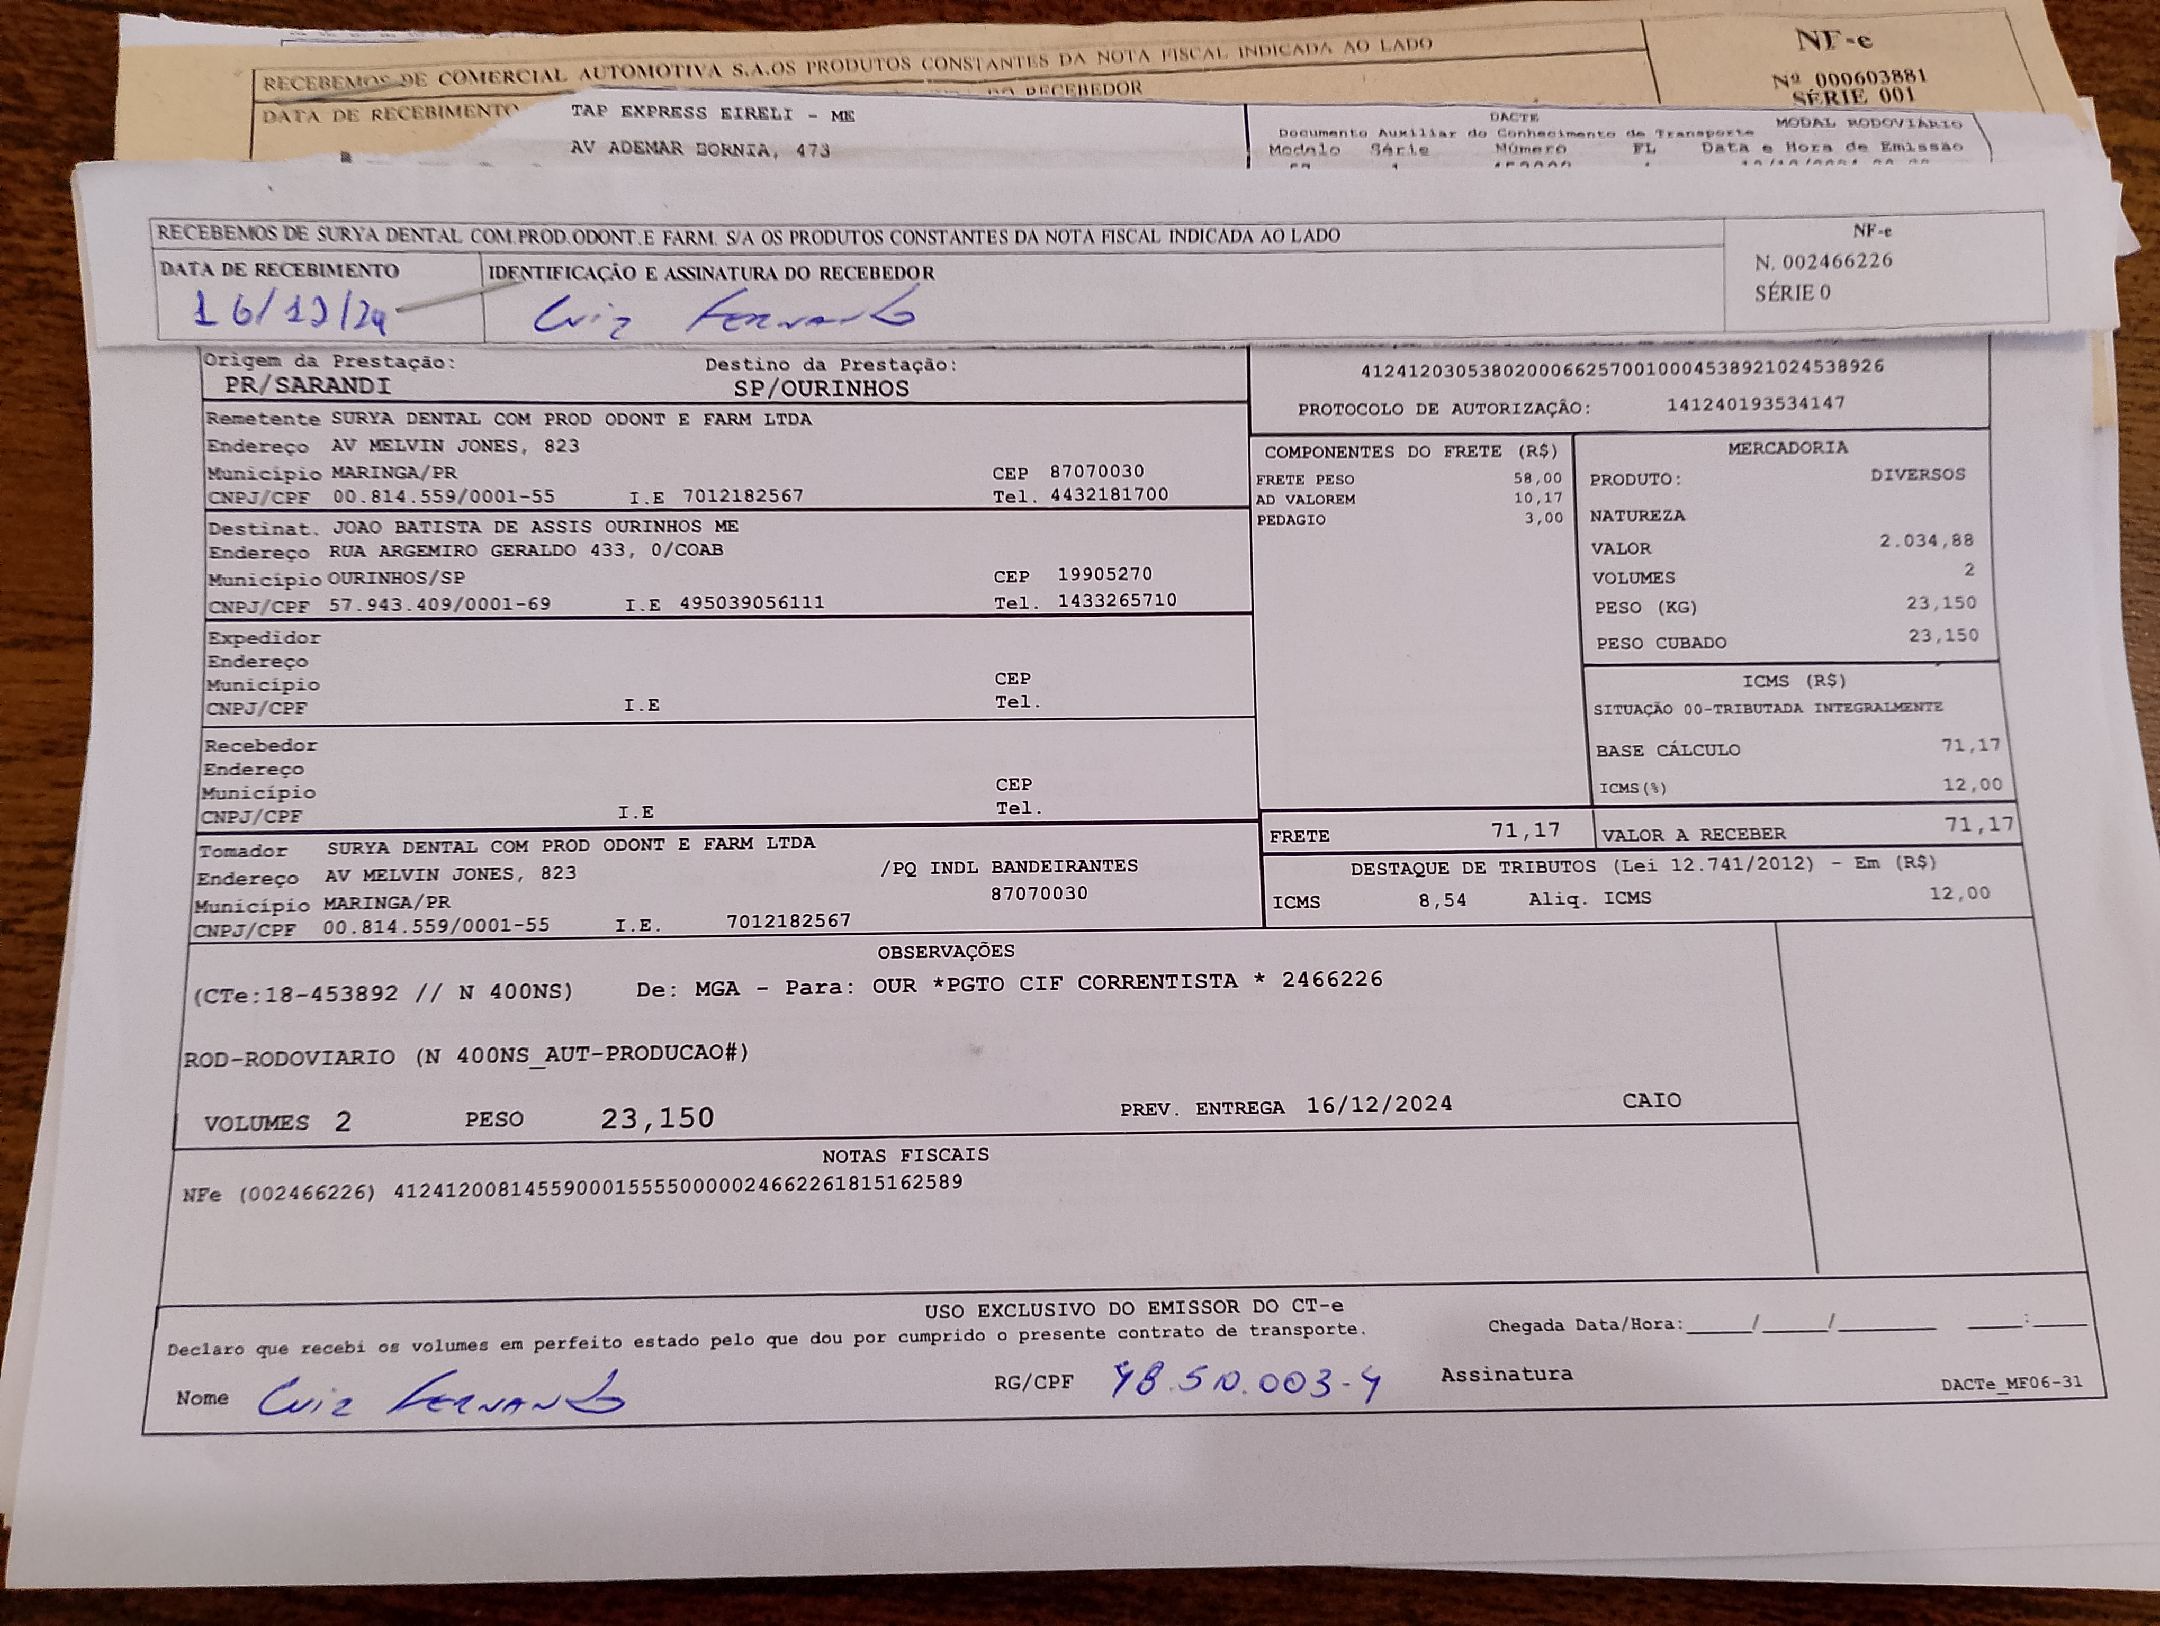 RECEBEMOS DE COMERCIAL AUTOMOTIVA S.A.OS PRODUTOS CONSTANTES DA NOTA FISCAL INDICADA AO LADO
NF-e
Nº 000603881
SÉRIE 001
DATA DE RECEBIMENTO
DO RECEBEDOR
TAP EXPRESS EIRELI - ME
AV ADEMAR BORNIA, 473
DACTE
MODAL RODOVIÁRIO
Documento Auxiliar do Conhecimento de Transporte
Modelo Série Número FL Data e Hora de Emissão
RECEBEMOS DE SURYA DENTAL COM.PROD.ODONT.E FARM. S/A OS PRODUTOS CONSTANTES DA NOTA FISCAL INDICADA AO LADO
NF-e
N. 002466226
SÉRIE 0
DATA DE RECEBIMENTO
IDENTIFICAÇÃO E ASSINATURA DO RECEBEDOR
16/12/24
Luiz Fernando
Origem da Prestação:
PR/SARANDI
Destino da Prestação:
SP/OURINHOS
41241203053802000662570010004538921024538926
PROTOCOLO DE AUTORIZAÇÃO: 141240193534147
Remetente SURYA DENTAL COM PROD ODONT E FARM LTDA
Endereço AV MELVIN JONES, 823
Município MARINGA/PR CEP 87070030
CNPJ/CPF 00.814.559/0001-55 I.E 7012182567 Tel. 4432181700
Destinat. JOAO BATISTA DE ASSIS OURINHOS ME
Endereço RUA ARGEMIRO GERALDO 433, 0/COAB
Município OURINHOS/SP CEP 19905270
CNPJ/CPF 57.943.409/0001-69 I.E 495039056111 Tel. 1433265710
Expedidor
Endereço
Município CEP
CNPJ/CPF I.E Tel.
Recebedor
Endereço
Município CEP
CNPJ/CPF I.E Tel.
Tomador SURYA DENTAL COM PROD ODONT E FARM LTDA
Endereço AV MELVIN JONES, 823 /PQ INDL BANDEIRANTES
Município MARINGA/PR 87070030
CNPJ/CPF 00.814.559/0001-55 I.E. 7012182567
COMPONENTES DO FRETE (R$)
FRETE PESO 58,00
AD VALOREM 10,17
PEDAGIO 3,00
MERCADORIA
PRODUTO: DIVERSOS
NATUREZA
VALOR 2.034,88
VOLUMES 2
PESO (KG) 23,150
PESO CUBADO 23,150
ICMS (R$)
SITUAÇÃO 00-TRIBUTADA INTEGRALMENTE
BASE CÁLCULO 71,17
ICMS(%) 12,00
FRETE 71,17
VALOR A RECEBER 71,17
DESTAQUE DE TRIBUTOS (Lei 12.741/2012) - Em (R$)
ICMS 8,54 Aliq. ICMS 12,00
OBSERVAÇÕES
(CTe:18-453892 // N 400NS) De: MGA - Para: OUR *PGTO CIF CORRENTISTA * 2466226
ROD-RODOVIARIO (N 400NS_AUT-PRODUCAO#)
VOLUMES 2 PESO 23,150 PREV. ENTREGA 16/12/2024 CAIO
NOTAS FISCAIS
NFe (002466226) 41241200814559000155550000024662261815162589
USO EXCLUSIVO DO EMISSOR DO CT-e
Declaro que recebi os volumes em perfeito estado pelo que dou por cumprido o presente contrato de transporte.
Chegada Data/Hora:_____/_____/_______ ____:____
Nome Luiz Fernando RG/CPF 48.510.003-4 Assinatura
DACTe_MF06-31